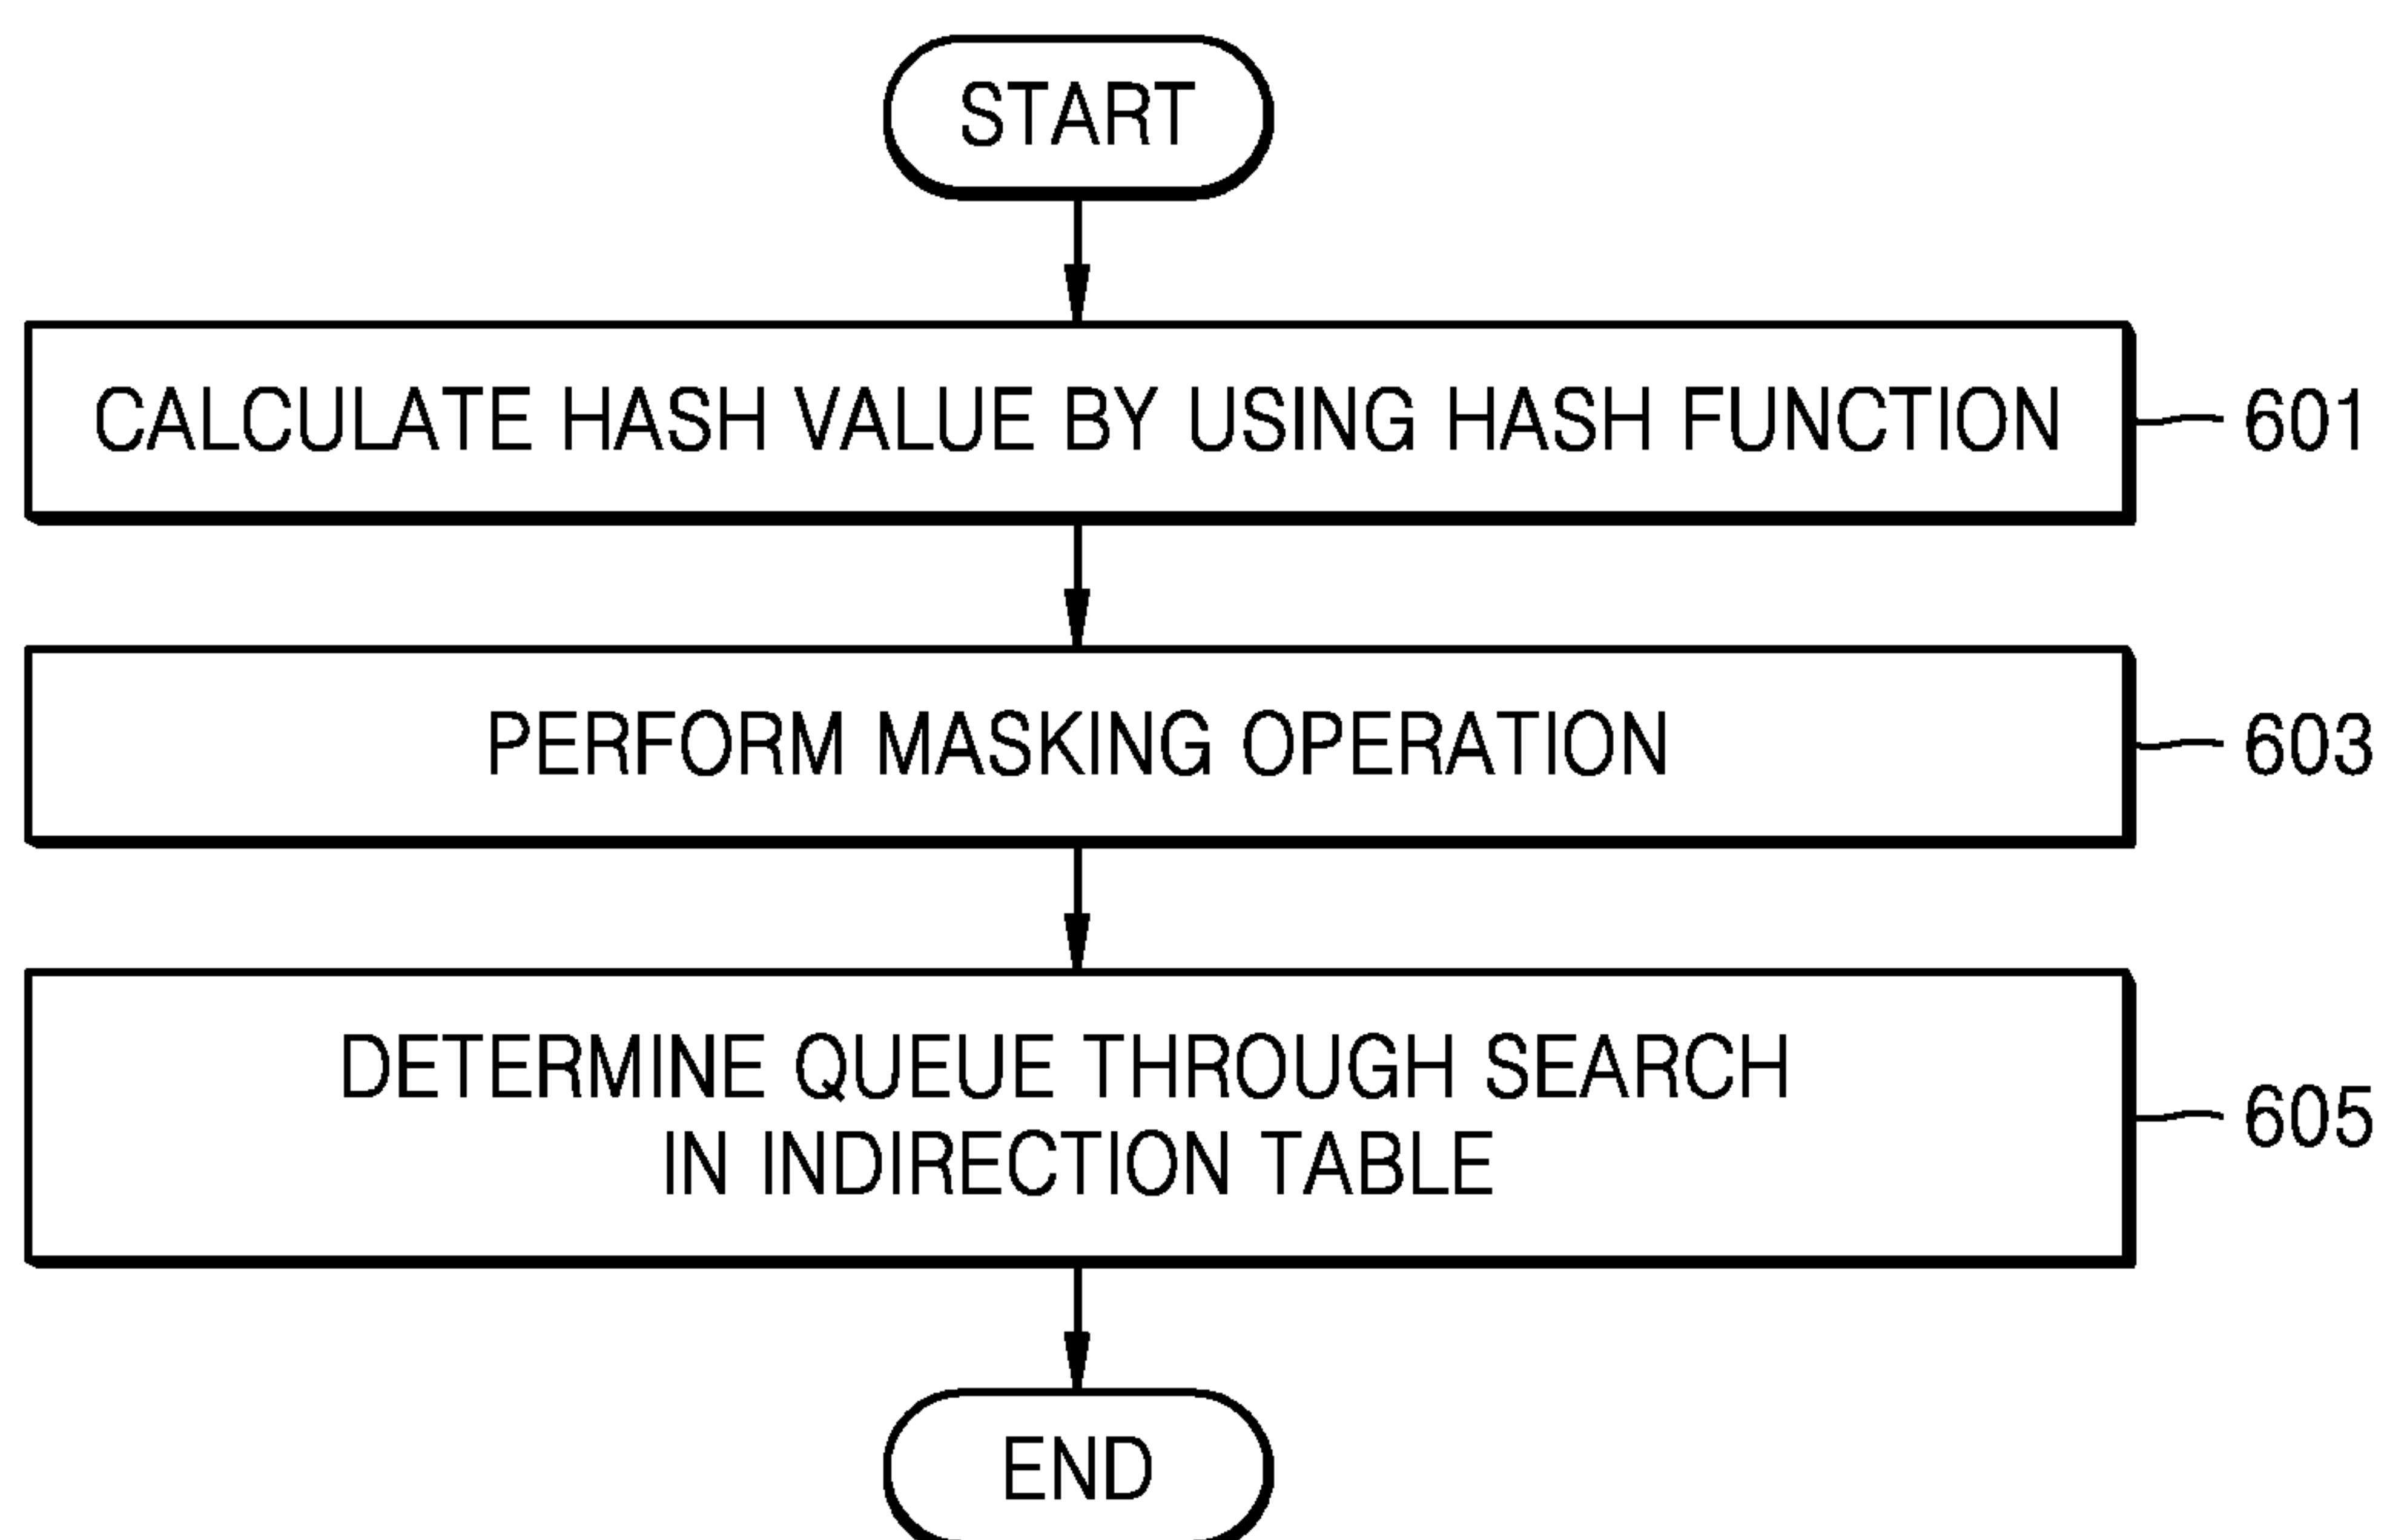 START
CALCULATE HASH VALUE BY USING HASH FUNCTION
601
PERFORM MASKING OPERATION
603
DETERMINE QUEUE THROUGH SEARCH
IN INDIRECTION TABLE
605
END